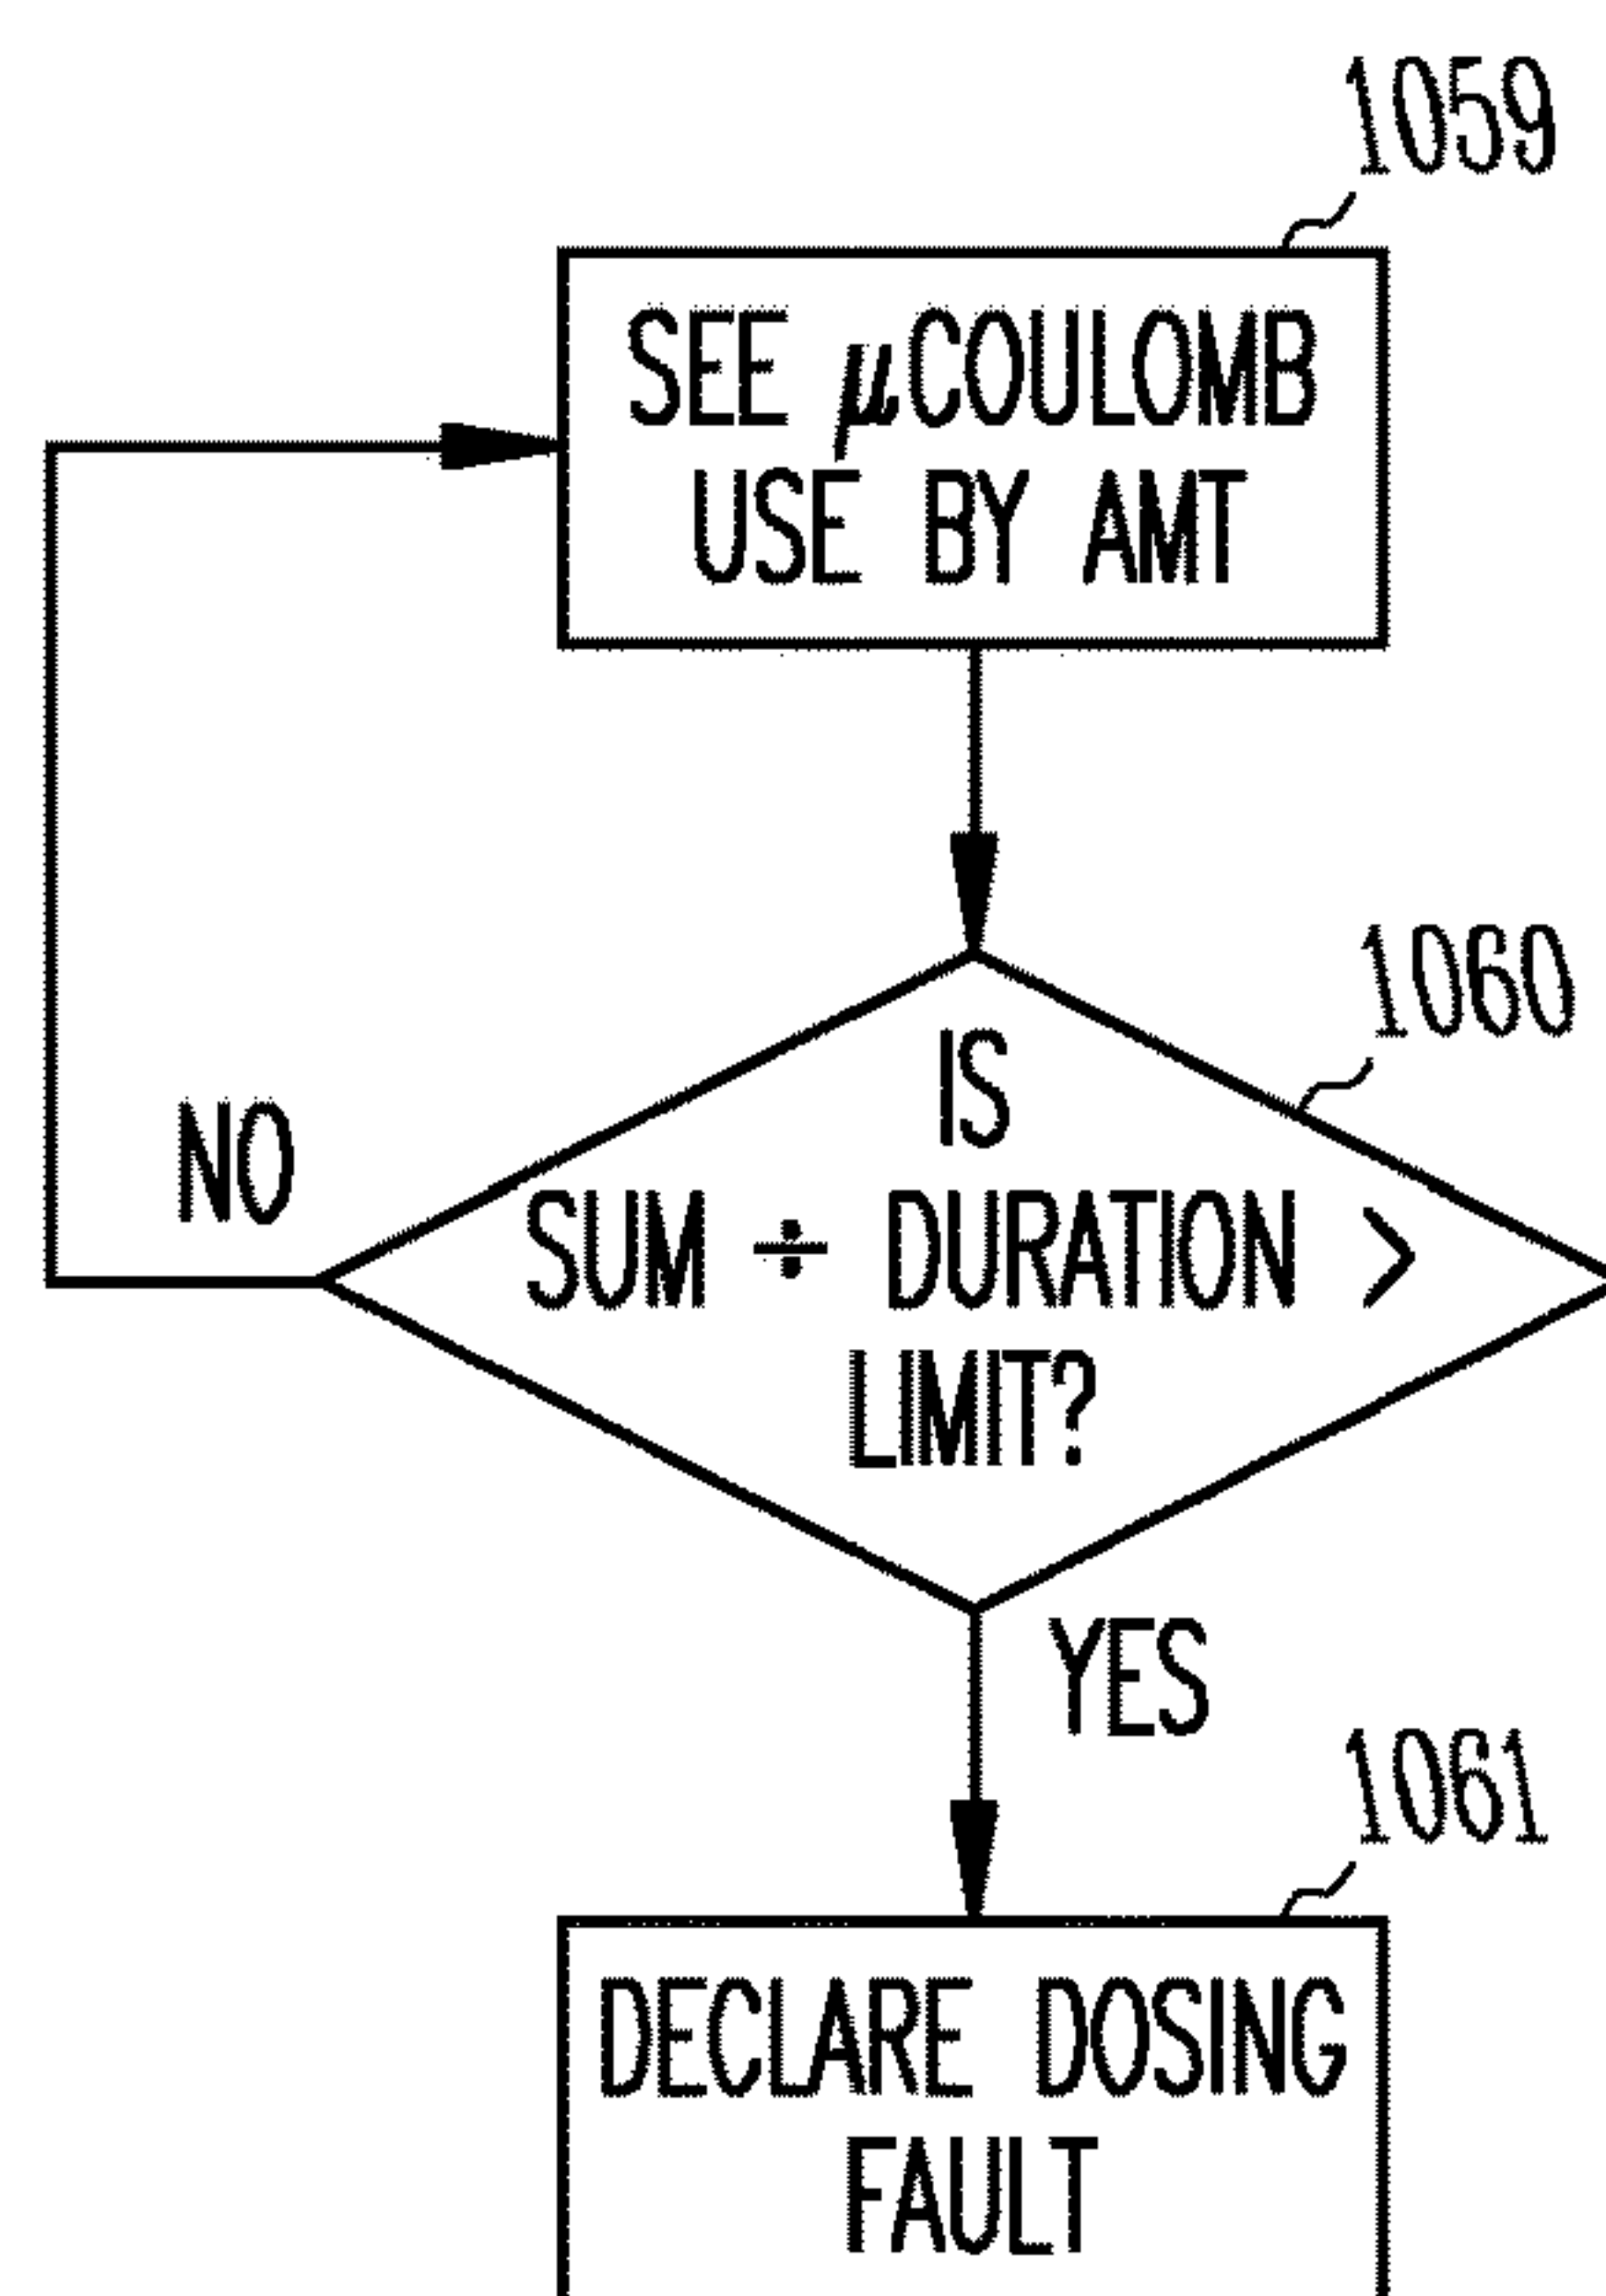 1059
SEE µCOULOMB
USE BY AMT
1060
IS
SUM ÷ DURATION >
LIMIT?
NO
YES
1061
DECLARE DOSING
FAULT